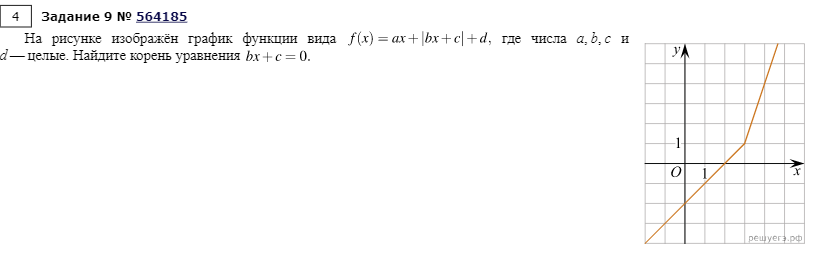 4 Задание 9 № 564185
На рисунке изображён график функции вида f(x) = ax + |bx + c| + d, где числа a, b, c и
d — целые. Найдите корень уравнения bx + c = 0.
y
1
O 1 x
решуегэ.рф